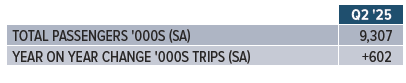 Q2 '25
TOTAL PASSENGERS '000S (SA) 9,307
YEAR ON YEAR CHANGE '000S TRIPS (SA) +602